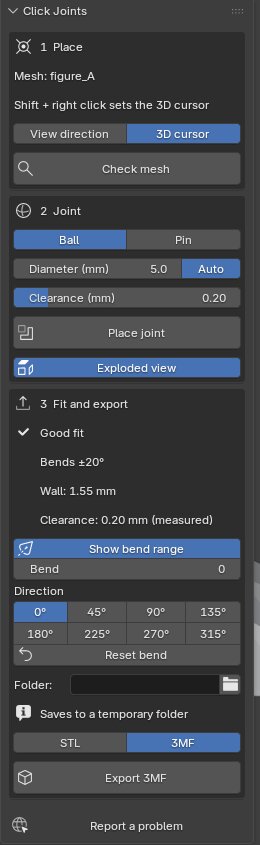 Click Joints
1 Place
Mesh: figure_A
Shift + right click sets the 3D cursor
View direction 3D cursor
Check mesh
2 Joint
Ball Pin
Diameter (mm) 5.0 Auto
Clearance (mm) 0.20
Place joint
Exploded view
3 Fit and export
Good fit
Bends ±20°
Wall: 1.55 mm
Clearance: 0.20 mm (measured)
Show bend range
Bend 0
Direction
0° 45° 90° 135°
180° 225° 270° 315°
Reset bend
Folder:
Saves to a temporary folder
STL 3MF
Export 3MF
Report a problem